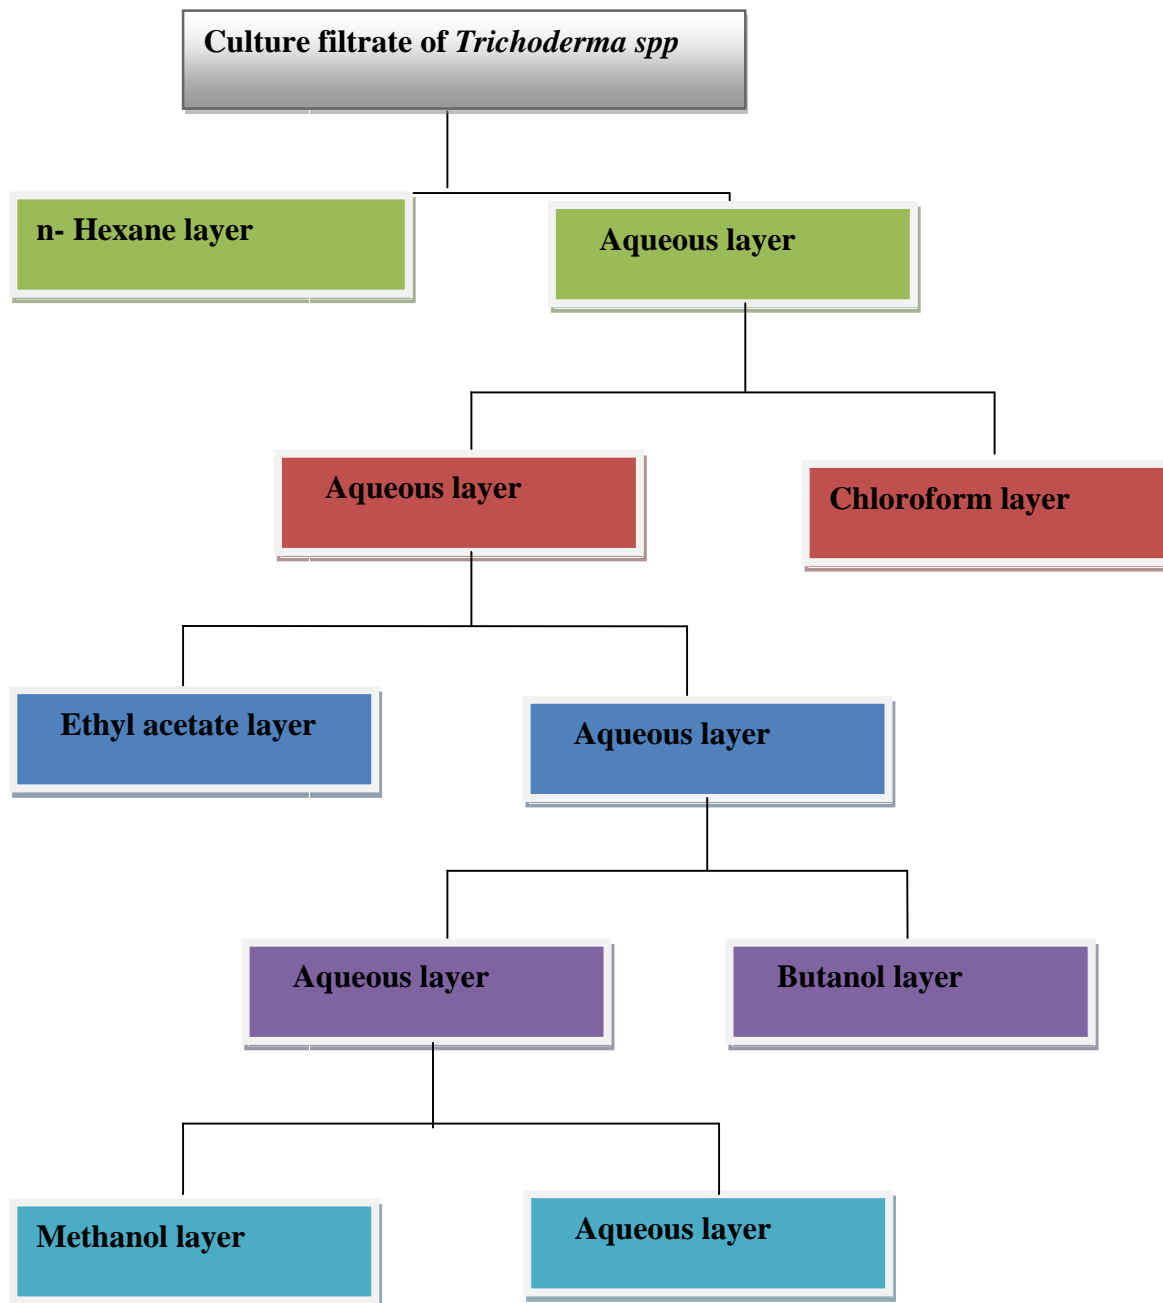 Culture filtrate of Trichoderma spp
n- Hexane layer
Aqueous layer
Aqueous layer
Chloroform layer
Ethyl acetate layer
Aqueous layer
Aqueous layer
Butanol layer
Methanol layer
Aqueous layer